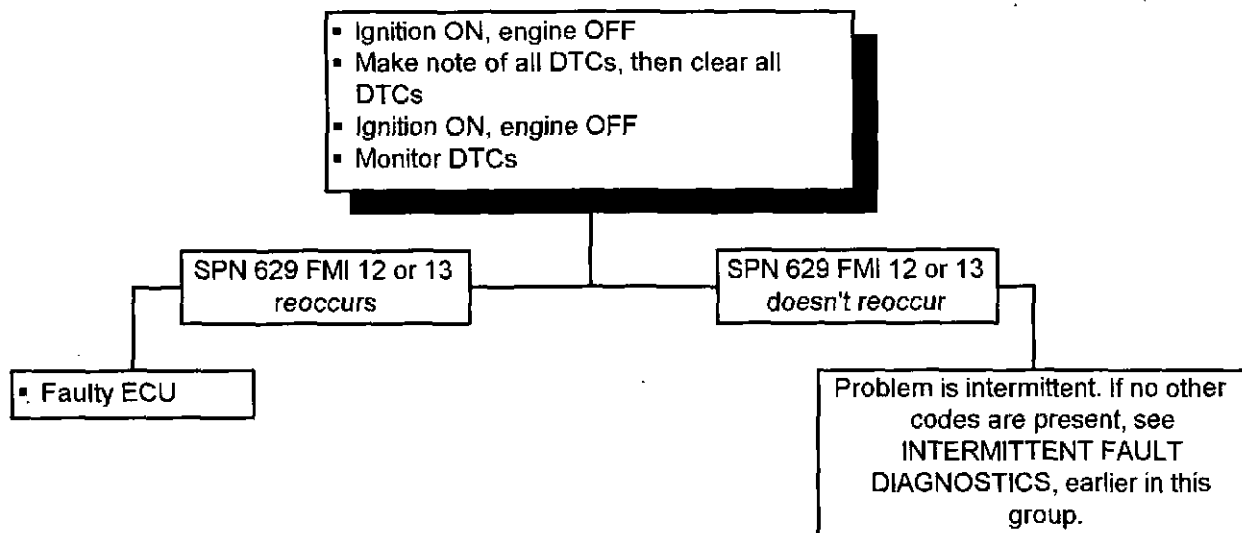 ▪ Ignition ON, engine OFF
▪ Make note of all DTCs, then clear all
DTCs
▪ Ignition ON, engine OFF
▪ Monitor DTCs
SPN 629 FMI 12 or 13
reoccurs
SPN 629 FMI 12 or 13
doesn't reoccur
▪ Faulty ECU
Problem is intermittent. If no other
codes are present, see
INTERMITTENT FAULT
DIAGNOSTICS, earlier in this
group.